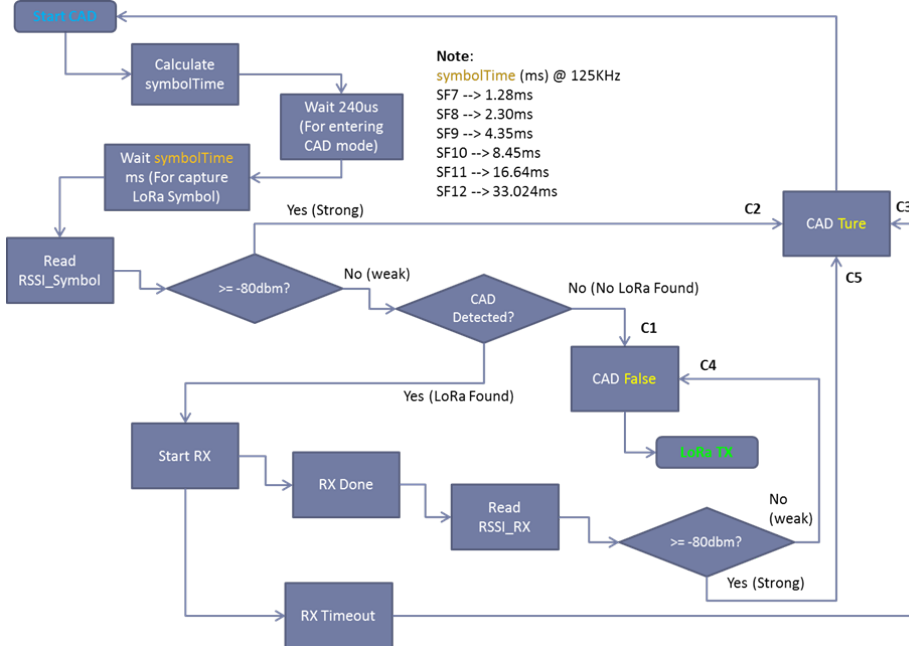 Start CAD
Calculate
symbolTime
Wait 240us
(For entering
CAD mode)
Note:
symbolTime (ms) @ 125KHz
SF7 --> 1.28ms
SF8 --> 2.30ms
SF9 --> 4.35ms
SF10 --> 8.45ms
SF11 --> 16.64ms
SF12 --> 33.024ms
Wait symbolTime
ms (For capture
LoRa Symbol)
Read
RSSI_Symbol
>= -80dbm?
Yes (Strong)
C2
CAD Ture
C3
C5
No (weak)
CAD
Detected?
No (No LoRa Found)
C1
CAD False
C4
LoRa TX
Yes (LoRa Found)
Start RX
RX Done
Read
RSSI_RX
>= -80dbm?
No
(weak)
Yes (Strong)
RX Timeout